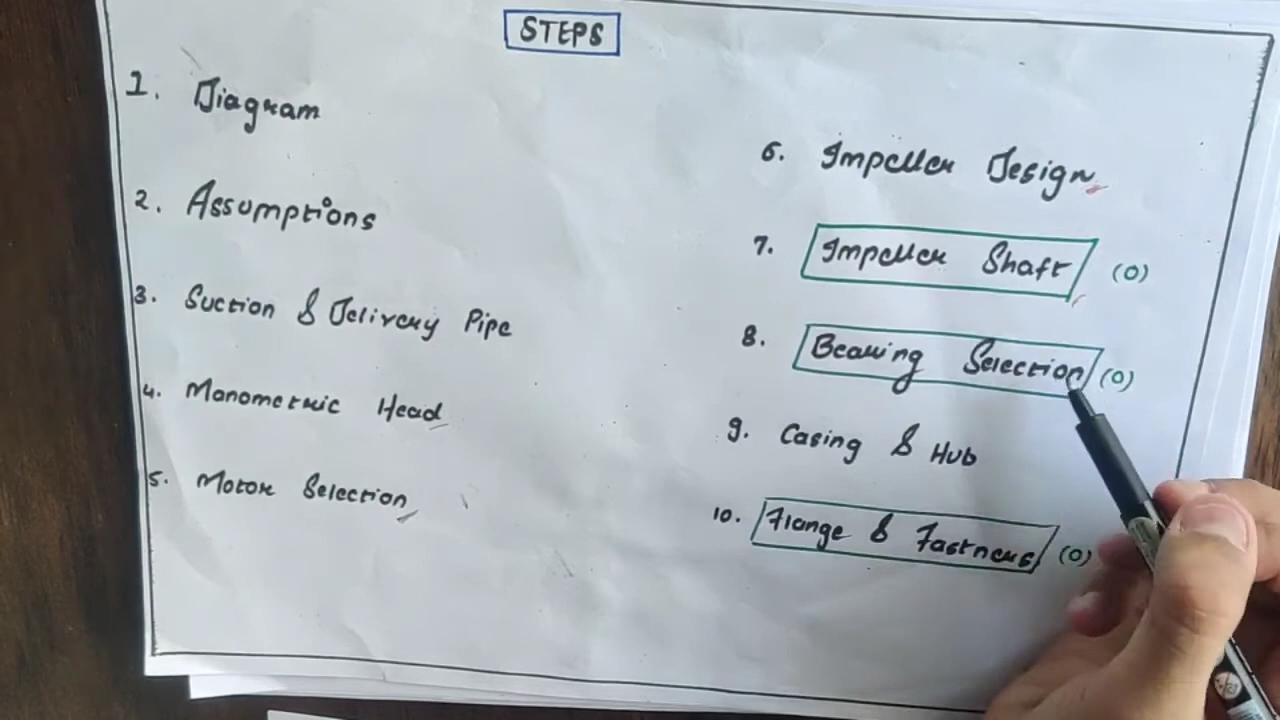 STEPS
1. Diagram
2. Assumptions
3. Suction & Delivery Pipe
4. Manometric Head
5. Motor Selection
6. Impeller Design
7. Impeller Shaft (0)
8. Bearing Selection (0)
9. Casing & Hub
10. Flange & Fastners (0)